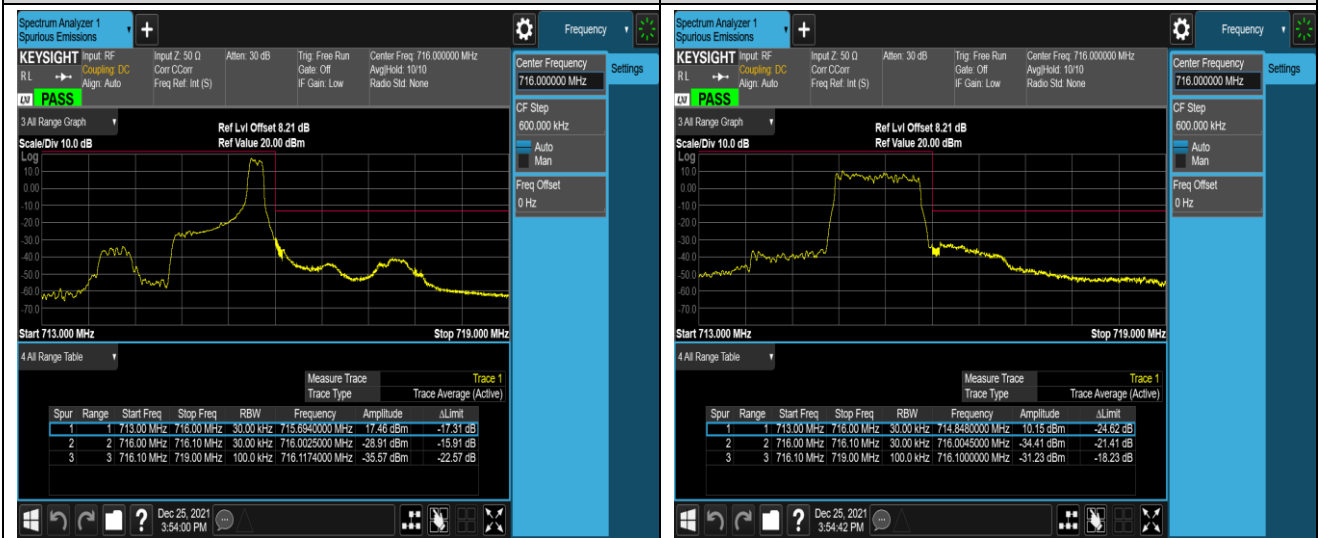 Spectrum Analyzer 1
Spurious Emissions
+
Frequency
KEYSIGHT Input: RF Input Z: 50 Ω Atten: 30 dB Trig: Free Run Center Freq: 716.000000 MHz
RL Coupling: DC Corr CCorr Gate: Off Avg|Hold: 10/10
Align: Auto Freq Ref: Int (S) IF Gain: Low Radio Std: None
LXI PASS
Center Frequency
716.000000 MHz
Settings
CF Step
600.000 kHz
Auto
Man
Freq Offset
0 Hz
3 All Range Graph
Ref Lvl Offset 8.21 dB
Scale/Div 10.0 dB Ref Value 20.00 dBm
Log
10.0
0.00
-10.0
-20.0
-30.0
-40.0
-50.0
-60.0
-70.0
Start 713.000 MHz Stop 719.000 MHz
4 All Range Table
Measure Trace Trace 1
Trace Type Trace Average (Active)
Spur Range Start Freq Stop Freq RBW Frequency Amplitude ΔLimit
1 1 713.00 MHz 716.00 MHz 30.00 kHz 715.6940000 MHz 17.46 dBm -17.31 dB
2 2 716.00 MHz 716.10 MHz 30.00 kHz 716.0025000 MHz -28.91 dBm -15.91 dB
3 3 716.10 MHz 719.00 MHz 100.0 kHz 716.1174000 MHz -35.57 dBm -22.57 dB
?
Dec 25, 2021
3:54:00 PM
Spectrum Analyzer 1
Spurious Emissions
+
Frequency
KEYSIGHT Input: RF Input Z: 50 Ω Atten: 30 dB Trig: Free Run Center Freq: 716.000000 MHz
RL Coupling: DC Corr CCorr Gate: Off Avg|Hold: 10/10
Align: Auto Freq Ref: Int (S) IF Gain: Low Radio Std: None
LXI PASS
Center Frequency
716.000000 MHz
Settings
CF Step
600.000 kHz
Auto
Man
Freq Offset
0 Hz
3 All Range Graph
Ref Lvl Offset 8.21 dB
Scale/Div 10.0 dB Ref Value 20.00 dBm
Log
10.0
0.00
-10.0
-20.0
-30.0
-40.0
-50.0
-60.0
-70.0
Start 713.000 MHz Stop 719.000 MHz
4 All Range Table
Measure Trace Trace 1
Trace Type Trace Average (Active)
Spur Range Start Freq Stop Freq RBW Frequency Amplitude ΔLimit
1 1 713.00 MHz 716.00 MHz 30.00 kHz 714.8480000 MHz 10.15 dBm -24.62 dB
2 2 716.00 MHz 716.10 MHz 30.00 kHz 716.0045000 MHz -34.41 dBm -21.41 dB
3 3 716.10 MHz 719.00 MHz 100.0 kHz 716.1000000 MHz -31.23 dBm -18.23 dB
?
Dec 25, 2021
3:54:42 PM